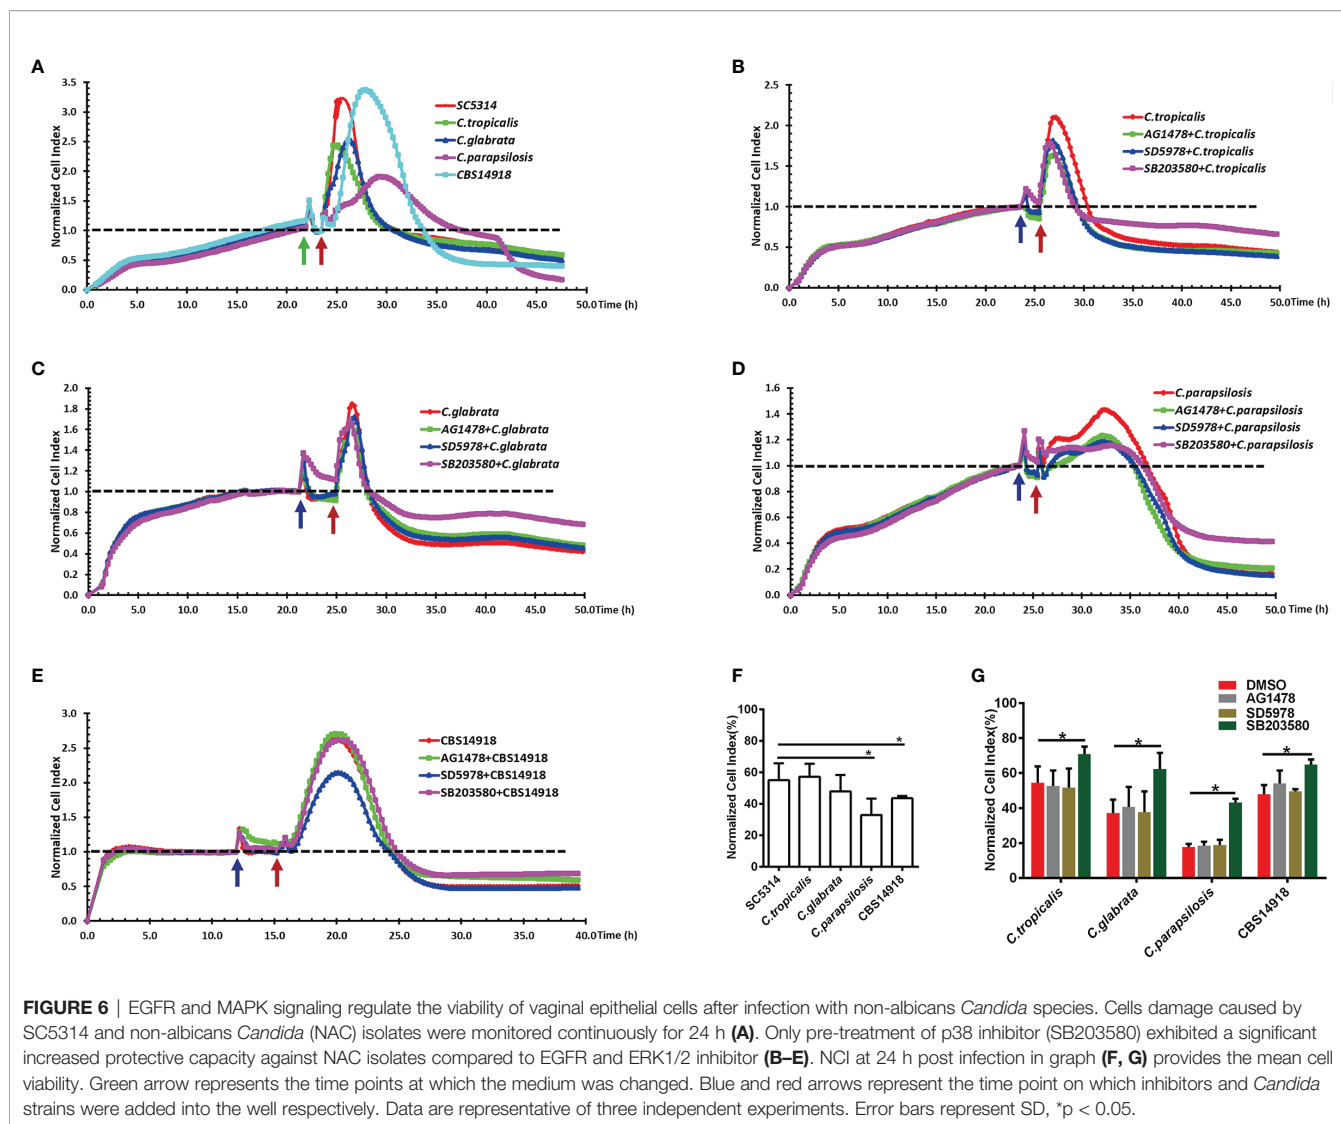 A
Normalized Cell Index
3.5
3.0
2.5
2.0
1.5
1.0
0.5
0.0
0.0 5.0 10.0 15.0 20.0 25.0 30.0 35.0 40.0 45.0 50.0 Time (h)
SC5314
C.tropicalis
C.glabrata
C.parapsilosis
CBS14918
B
Normalized Cell Index
2.5
2.0
1.5
1.0
0.5
0.0
0.0 5.0 10.0 15.0 20.0 25.0 30.0 35.0 40.0 45.0 50.0 Time (h)
C.tropicalis
AG1478+C.tropicalis
SD5978+C.tropicalis
SB203580+C.tropicalis
C
Normalized Cell Index
2.0
1.8
1.6
1.4
1.2
1.0
0.8
0.6
0.4
0.2
0.0
0.0 5.0 10.0 15.0 20.0 25.0 30.0 35.0 40.0 45.0 50.0 Time (h)
C.glabrata
AG1478+C.glabrata
SD5978+C.glabrata
SB203580+C.glabrata
D
Normalized Cell Index
1.6
1.4
1.2
1.0
0.8
0.6
0.4
0.2
0.0
0.0 5.0 10.0 15.0 20.0 25.0 30.0 35.0 40.0 45.0 50.0 Time (h)
C.parapsilosis
AG1478+C.parapsilosis
SD5978+C.parapsilosis
SB203580+C.parapsilosis
E
Normalized Cell Index
3.0
2.5
2.0
1.5
1.0
0.5
0.0
0.0 5.0 10.0 15.0 20.0 25.0 30.0 35.0 40.0 Time (h)
CBS14918
AG1478+CBS14918
SD5978+CBS14918
SB203580+CBS14918
F
Normalized Cell Index(%)
100
80
60
40
20
0
*
*
SC5314
C.tropicalis
C.glabrata
C.parapsilosis
CBS14918
G
Normalized Cell Index(%)
100
80
60
40
20
0
DMSO
AG1478
SD5978
SB203580
*
*
*
*
C.tropicalis
C.glabrata
C.parapsilosis
CBS14918
FIGURE 6 | EGFR and MAPK signaling regulate the viability of vaginal epithelial cells after infection with non-albicans Candida species. Cells damage caused by
SC5314 and non-albicans Candida (NAC) isolates were monitored continuously for 24 h (A). Only pre-treatment of p38 inhibitor (SB203580) exhibited a significant
increased protective capacity against NAC isolates compared to EGFR and ERK1/2 inhibitor (B–E). NCI at 24 h post infection in graph (F, G) provides the mean cell
viability. Green arrow represents the time points at which the medium was changed. Blue and red arrows represent the time point on which inhibitors and Candida
strains were added into the well respectively. Data are representative of three independent experiments. Error bars represent SD, *p < 0.05.